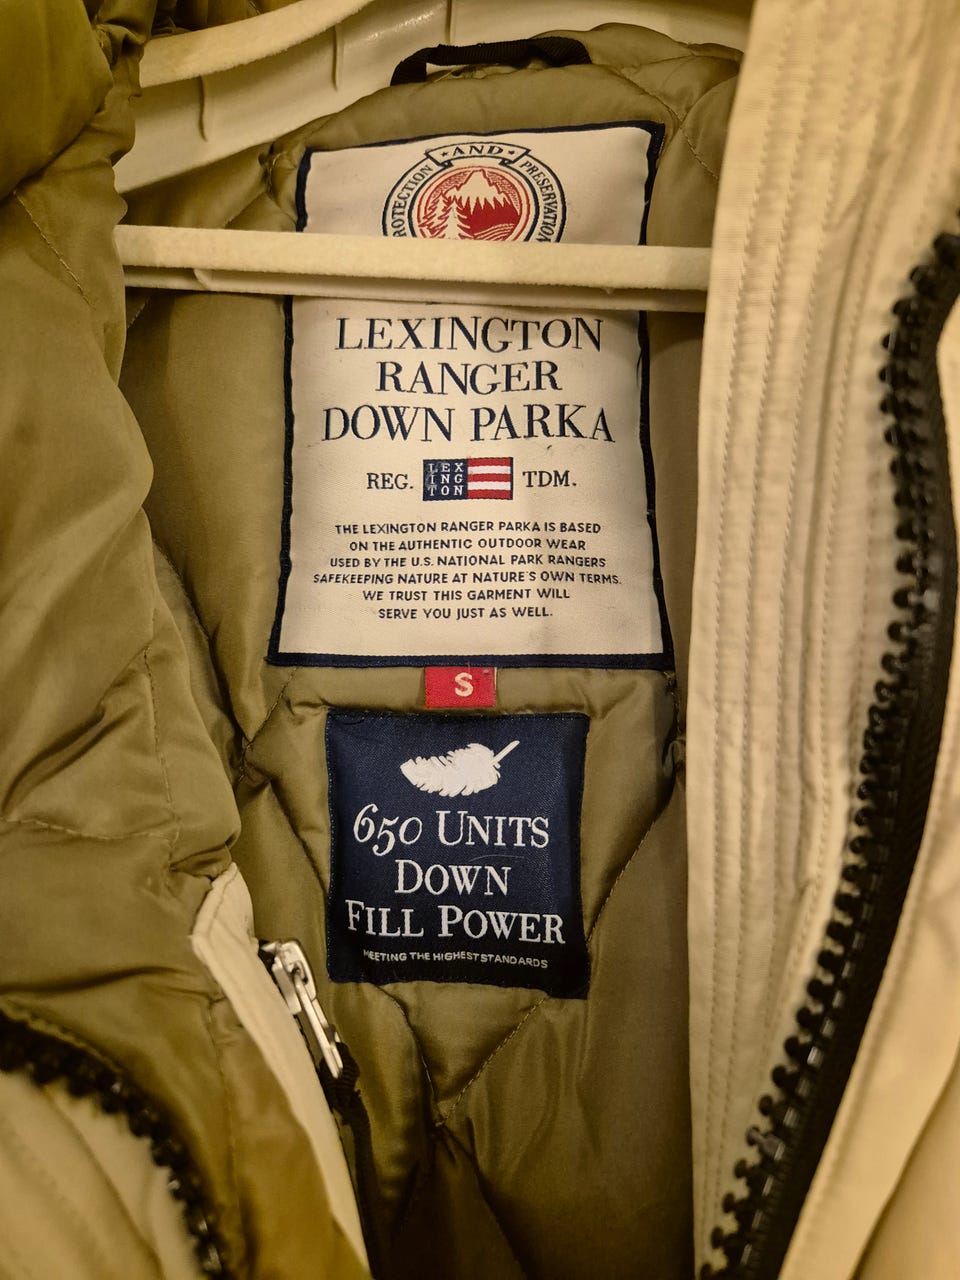 PROTECTION ★ AND ★ PRESERVATION
LEXINGTON
RANGER
DOWN PARKA
REG. LEX TDM.
ING
TON
THE LEXINGTON RANGER PARKA IS BASED
ON THE AUTHENTIC OUTDOOR WEAR
USED BY THE U.S. NATIONAL PARK RANGERS
SAFEKEEPING NATURE AT NATURE'S OWN TERMS.
WE TRUST THIS GARMENT WILL
SERVE YOU JUST AS WELL.
S
650 UNITS
DOWN
FILL POWER
MEETING THE HIGHEST STANDARDS